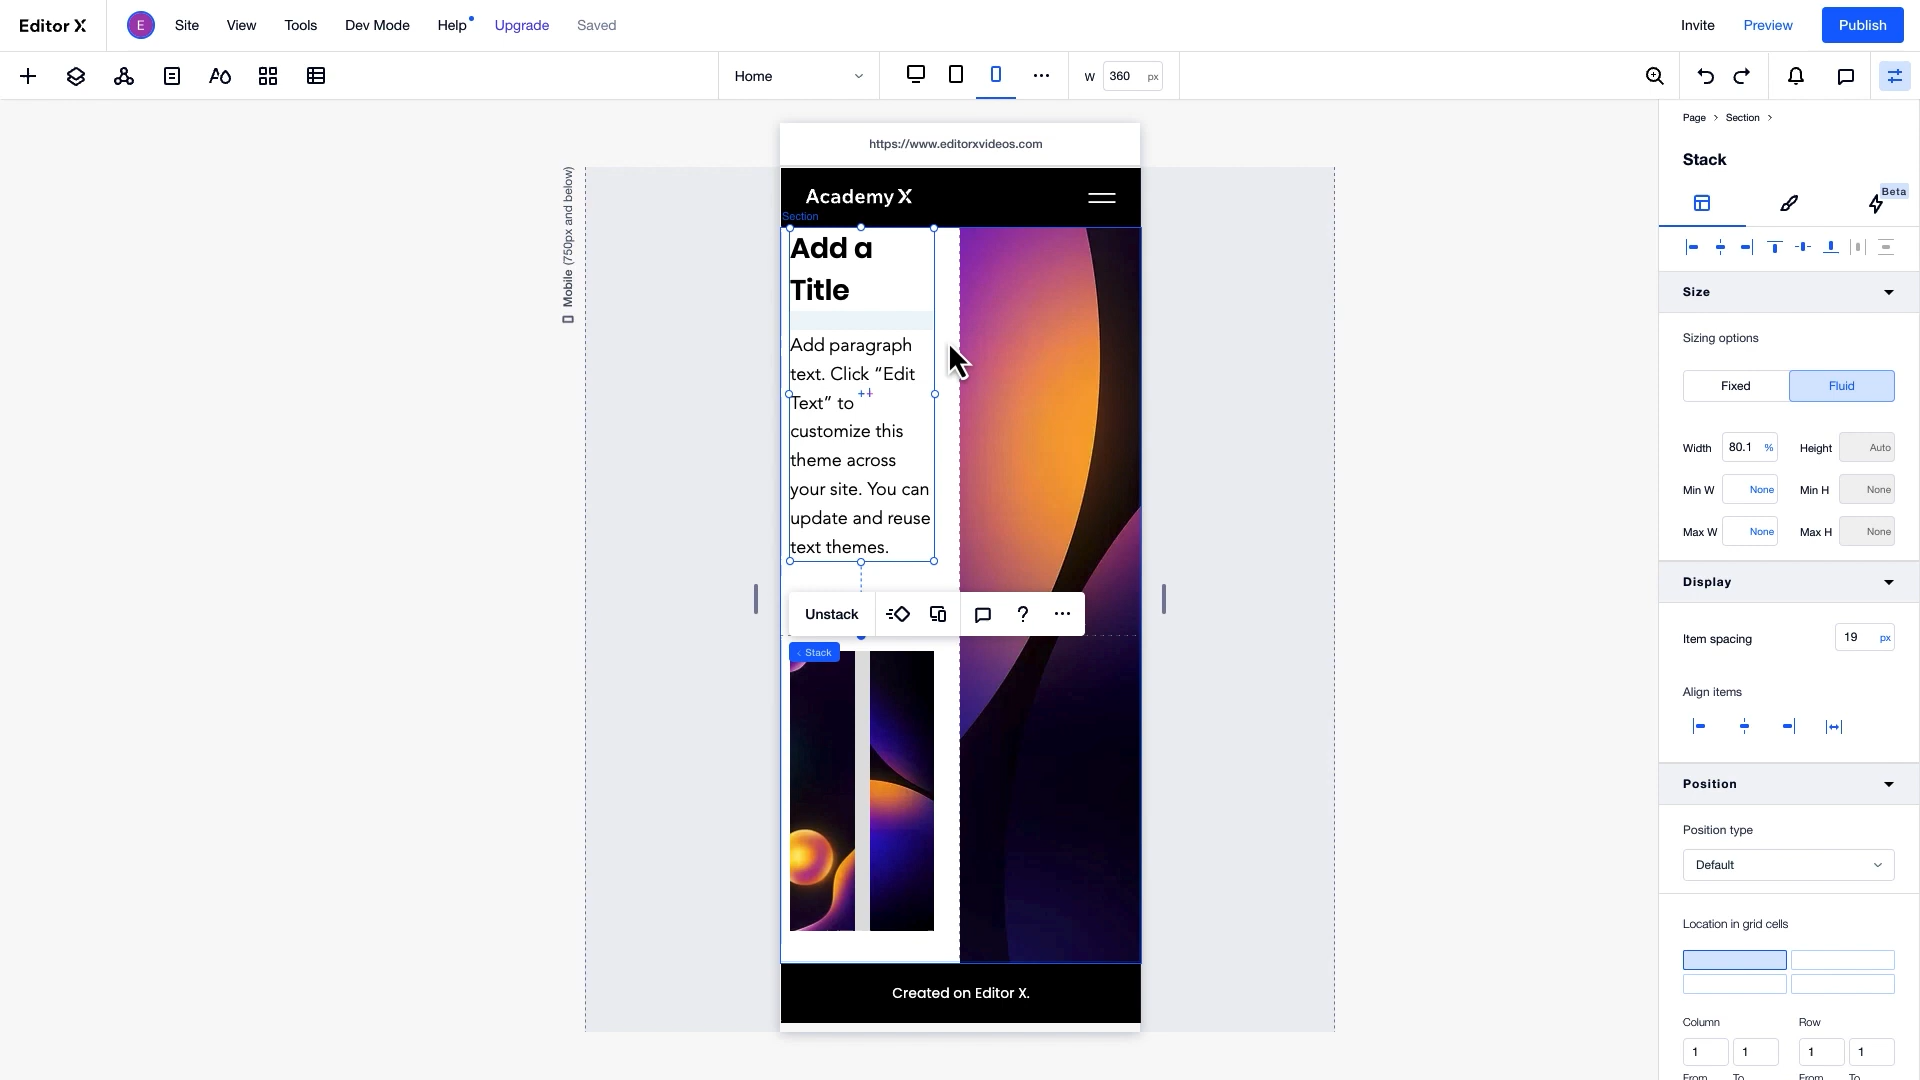 Editor X
E
Site
View
Tools
Dev Mode
Help
Upgrade
Saved
Invite
Preview
Publish
Home
W
360
px
Page
Section
Stack
Beta
https://www.editorxvideos.com
Mobile (750px and below)
Academy X
Section
Add a
Title
Add paragraph
text. Click “Edit
Text” to
customize this
theme across
your site. You can
update and reuse
text themes.
Unstack
?
Stack
Created on Editor X.
Size
Sizing options
Fixed
Fluid
Width
80.1
%
Height
Auto
Min W
None
Min H
None
Max W
None
Max H
None
Display
Item spacing
19
px
Align items
Position
Position type
Default
Location in grid cells
Column
Row
1
1
1
1
From
To
From
To